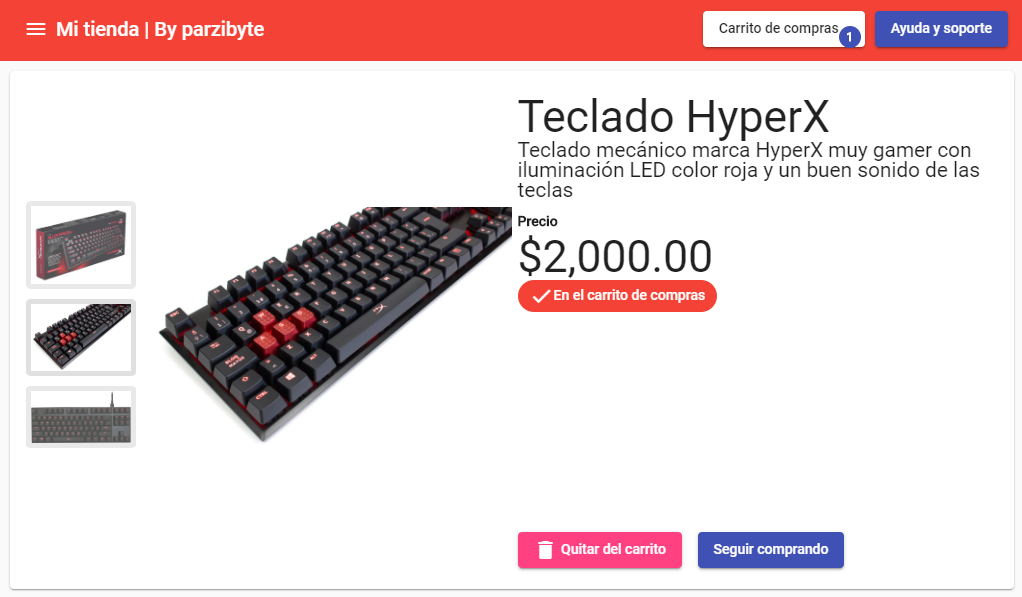 Mi tienda | By parzibyte
Carrito de compras
1
Ayuda y soporte
Teclado HyperX
Teclado mecánico marca HyperX muy gamer con
iluminación LED color roja y un buen sonido de las
teclas
Precio
$2,000.00
En el carrito de compras
Quitar del carrito
Seguir comprando